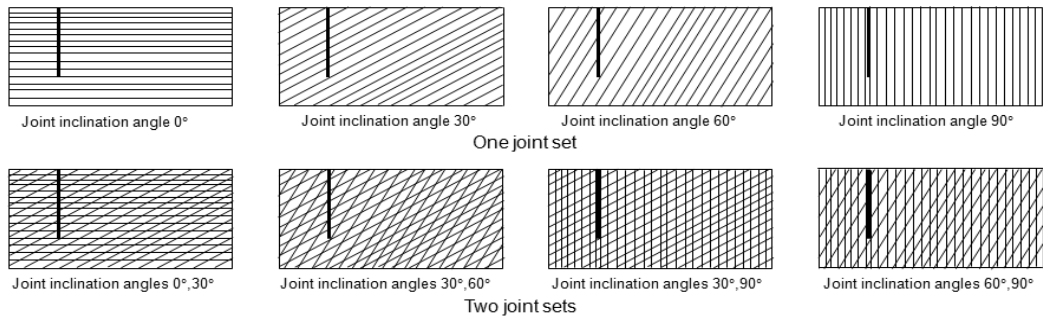 Joint inclination angle 0°
Joint inclination angle 30°
Joint inclination angle 60°
Joint inclination angle 90°
One joint set
Joint inclination angles 0°,30°
Joint inclination angles 30°,60°
Joint inclination angles 30°,90°
Joint inclination angles 60°,90°
Two joint sets